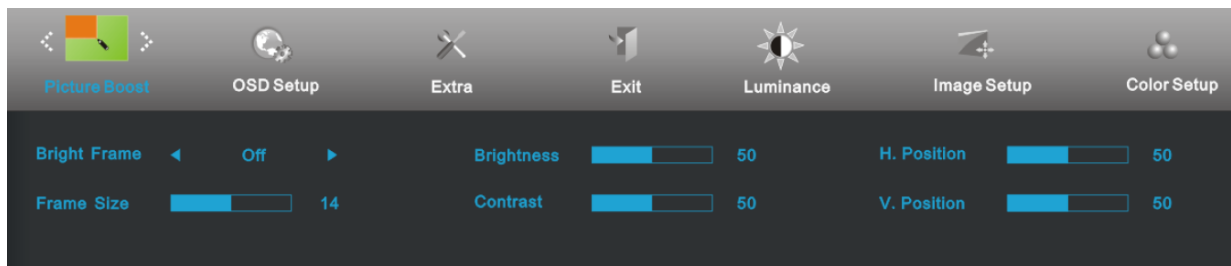 Picture Boost OSD Setup Extra Exit Luminance Image Setup Color Setup
Bright Frame Off Brightness 50 H. Position 50
Frame Size 14 Contrast 50 V. Position 50